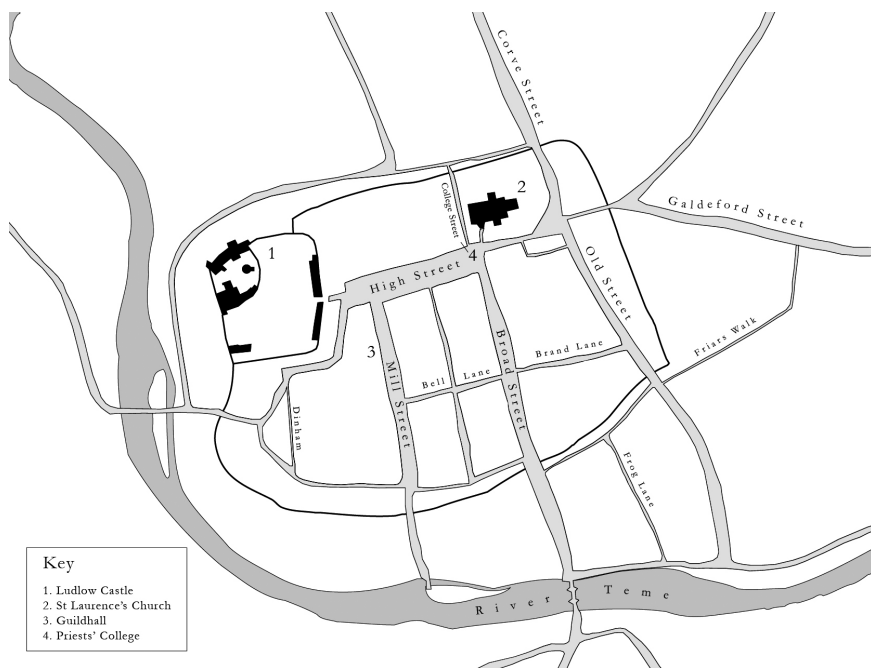 Corve Street
College Street
2
Galdeford Street
1
4
High Street
Old Street
3
Mill Street
Bell Lane
Broad Street
Brand Lane
Friars Walk
Dinham
Frog Lane
River Teme
Key
1. Ludlow Castle
2. St Laurence's Church
3. Guildhall
4. Priests' College